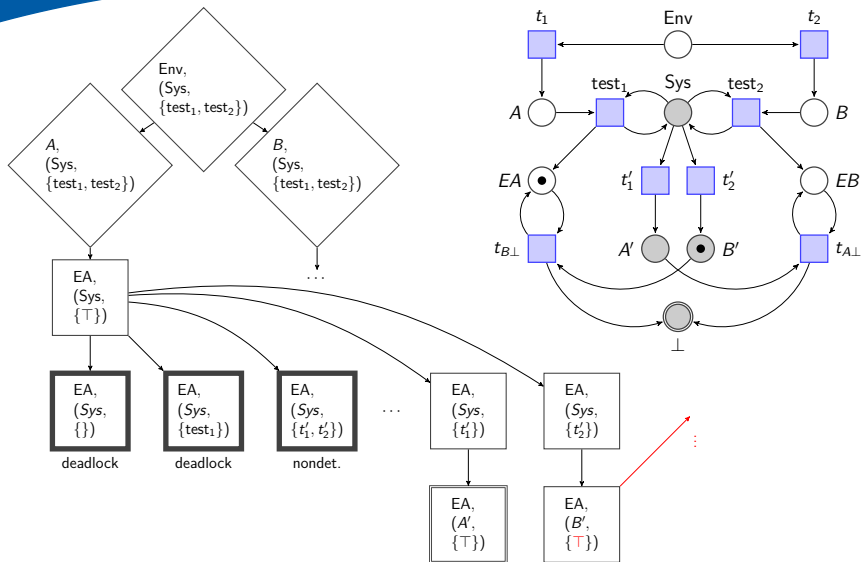 Env,
(Sys,
{test₁, test₂})
A,
(Sys,
{test₁, test₂})
B,
(Sys,
{test₁, test₂})
EA,
(Sys,
{⊤})
...
EA,
(Sys,
{})
deadlock
EA,
(Sys,
{test₁})
deadlock
EA,
(Sys,
{t′₁, t′₂})
nondet.
...
EA,
(Sys,
{t′₁})
EA,
(Sys,
{t′₂})
EA,
(A′,
{⊤})
EA,
(B′,
{⊤})
⋮
t₁
Env
t₂
test₁
Sys
test₂
A
B
EA
t′₁
t′₂
EB
t_B⊥
A′
B′
t_A⊥
⊥